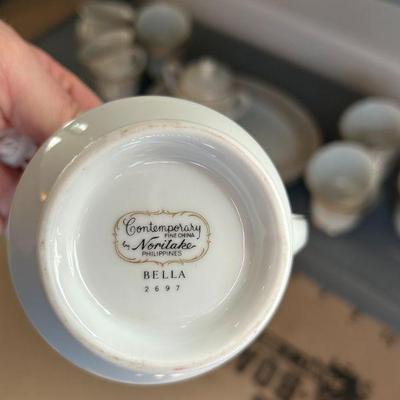 Contemporary
FINE CHINA
by Noritake
PHILIPPINES
BELLA
2697